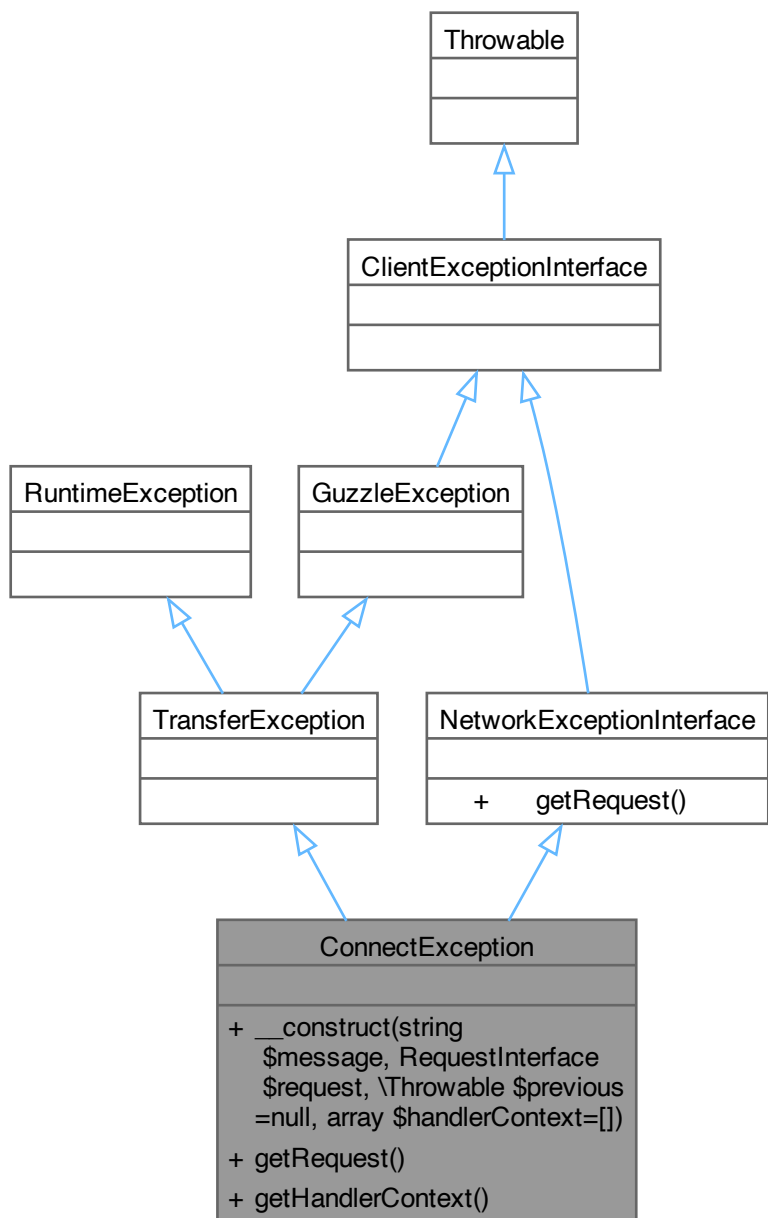 Throwable
ClientExceptionInterface
RuntimeException
GuzzleException
TransferException
NetworkExceptionInterface
+ getRequest()
ConnectException
+ __construct(string
$message, RequestInterface
$request, \Throwable $previous
=null, array $handlerContext=[])
+ getRequest()
+ getHandlerContext()